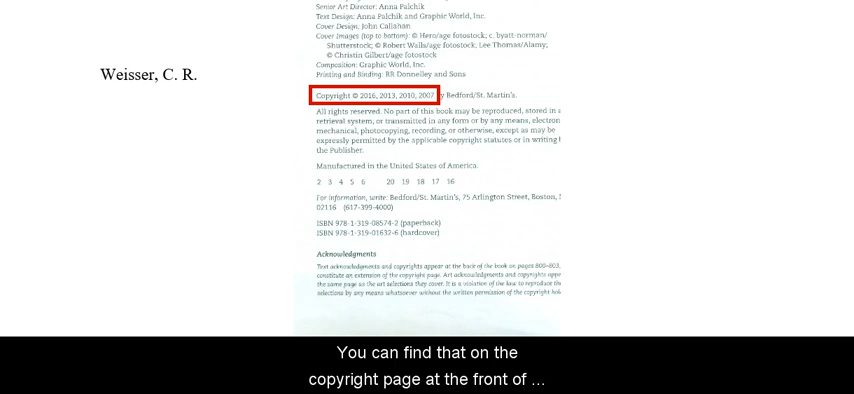 Senior Art Director: Anna Palchik
Text Design: Anna Palchik and Graphic World, Inc.
Cover Design: John Callahan
Cover Images (top to bottom): © Hero/age fotostock; c. byatt-norman/
Shutterstock; © Robert Walls/age fotostock; Lee Thomas/Alamy;
© Christin Gilbert/age fotostock
Composition: Graphic World, Inc.
Printing and Binding: RR Donnelley and Sons
Weisser, C. R.
Copyright © 2016, 2013, 2010, 2007, y Bedford/St. Martin's.
All rights reserved. No part of this book may be reproduced, stored in a
retrieval system, or transmitted in any form or by any means, electron
mechanical, photocopying, recording, or otherwise, except as may be
expressly permitted by the applicable copyright statutes or in writing b
the Publisher.
Manufactured in the United States of America.
2 3 4 5 6 20 19 18 17 16
For information, write: Bedford/St. Martin's, 75 Arlington Street, Boston,
02116 (617-399-4000)
ISBN 978-1-319-08574-2 (paperback)
ISBN 978-1-319-01632-6 (hardcover)
Acknowledgments
Text acknowledgments and copyrights appear at the back of the book on pages 800–803,
constitute an extension of the copyright page. Art acknowledgments and copyrights appe
the same page as the art selections they cover. It is a violation of the law to reproduce the
selections by any means whatsoever without the written permission of the copyright hol
You can find that on the
copyright page at the front of ...